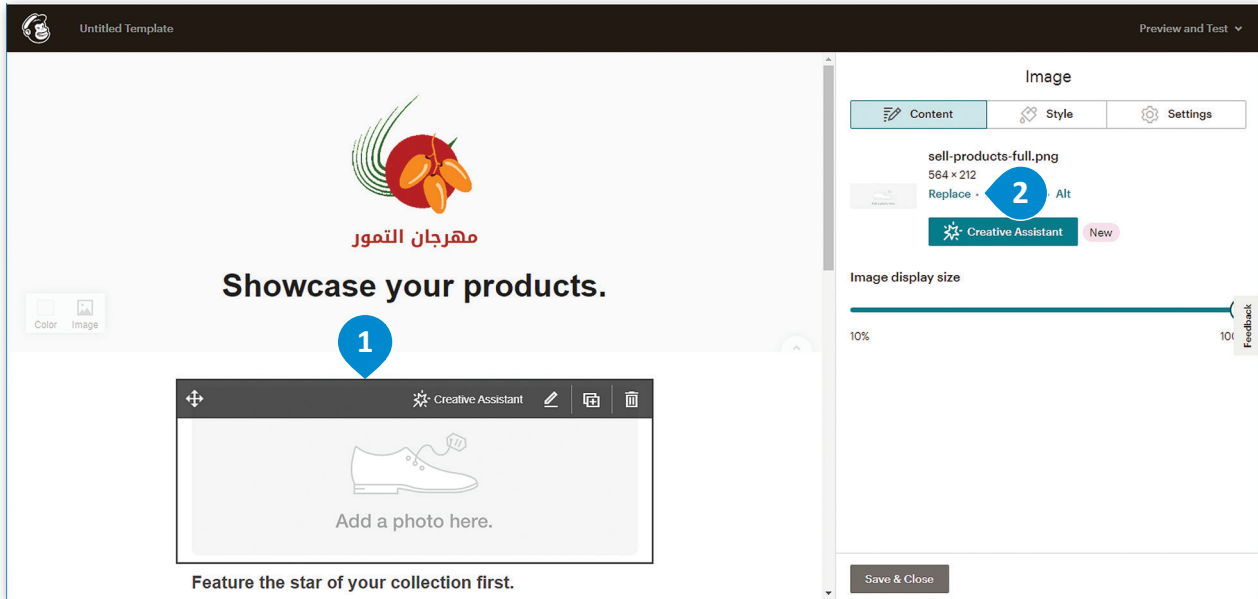 Untitled Template
Preview and Test
مهرجان التمور
Showcase your products.
Color
Image
1
Creative Assistant
Add a photo here.
Feature the star of your collection first.
Image
Content
Style
Settings
sell-products-full.png
564 × 212
Replace
2
Alt
Creative Assistant
New
Image display size
10%
Feedback
Save & Close